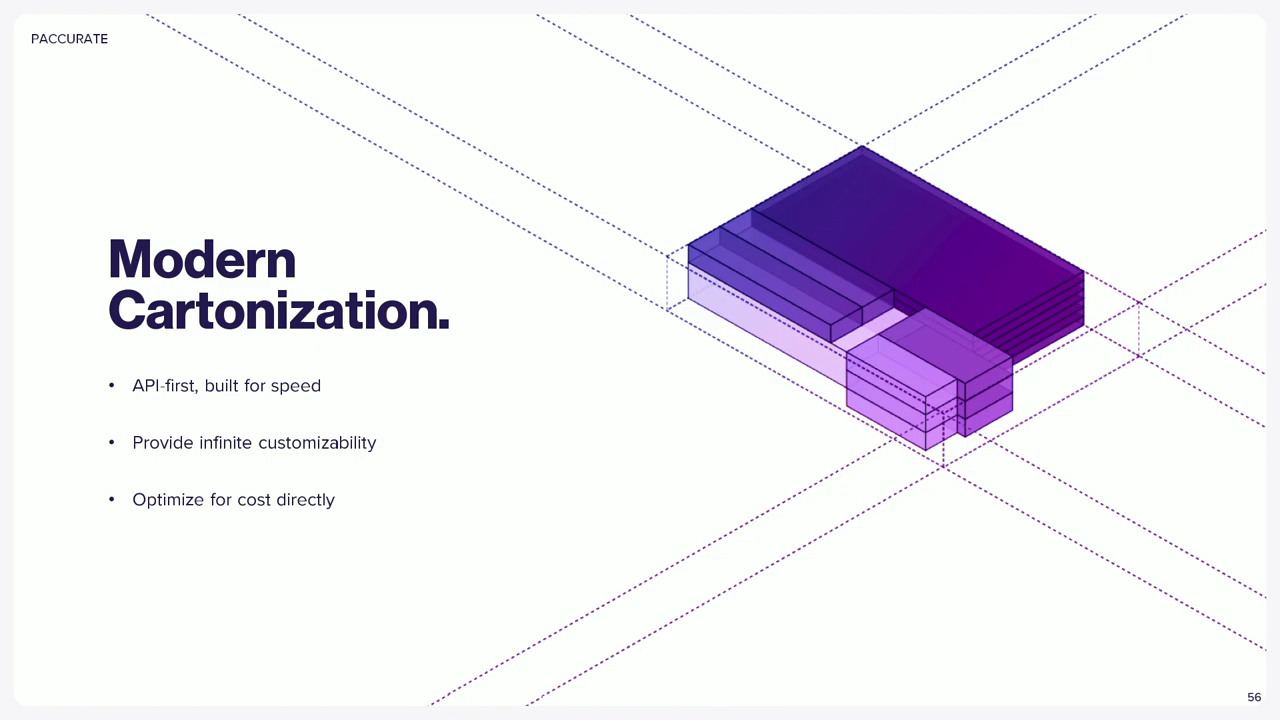 PACCURATE
Modern
Cartonization.
• API-first, built for speed
• Provide infinite customizability
• Optimize for cost directly
56